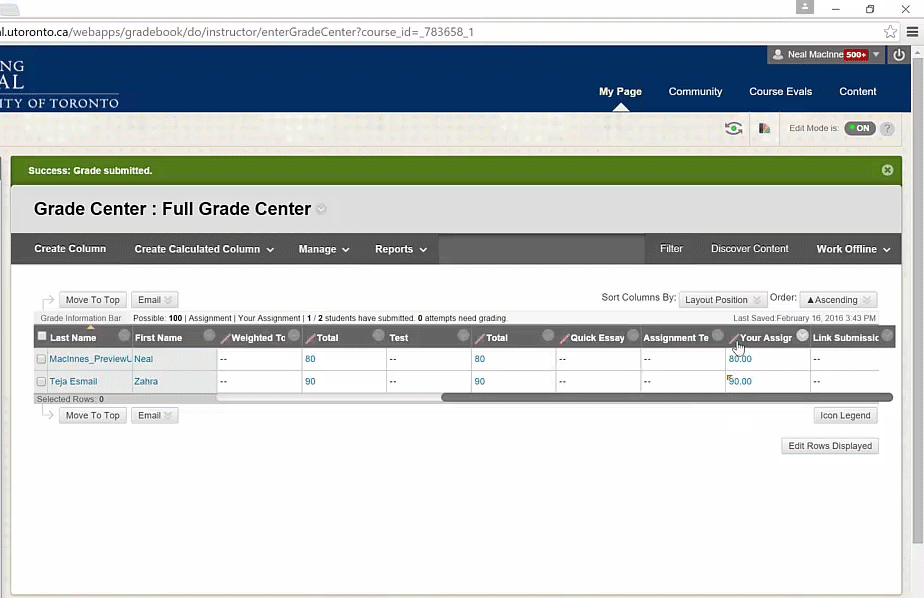 l.utoronto.ca/webapps/gradebook/do/instructor/enterGradeCenter?course_id=_783658_1
NG
AL
ITY OF TORONTO
Neal MacInne 500+
My Page Community Course Evals Content
Edit Mode is: ON ?
Success: Grade submitted.
Grade Center : Full Grade Center
Create Column Create Calculated Column Manage Reports Filter Discover Content Work Offline
Move To Top Email Sort Columns By: Layout Position Order: ▲Ascending
Grade Information Bar Possible: 100 | Assignment | Your Assignment | 1 / 2 students have submitted. 0 attempts need grading. Last Saved:February 16, 2016 3:43 PM
Last Name First Name Weighted To Total Test Total Quick Essay Assignment Te Your Assigr Link Submissic
MacInnes_PreviewU Neal -- 80 -- 80 -- -- 80.00 --
Teja Esmail Zahra -- 90 -- 90 -- -- 90.00 --
Selected Rows: 0
Move To Top Email Icon Legend
Edit Rows Displayed